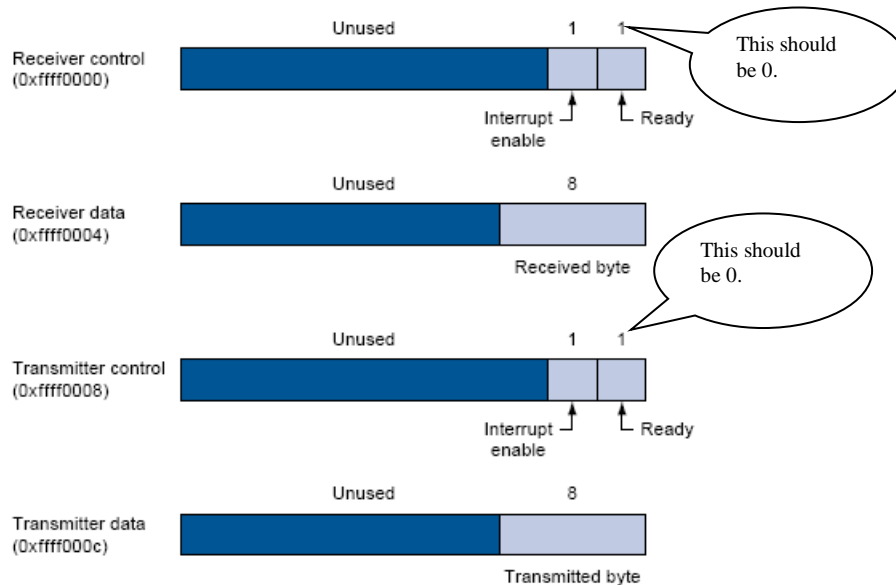 Unused 1 1
This should
be 0.
Receiver control
(0xffff0000)
Interrupt
enable
Ready
Unused 8
Receiver data
(0xffff0004)
Received byte
This should
be 0.
Unused 1 1
Transmitter control
(0xffff0008)
Interrupt
enable
Ready
Unused 8
Transmitter data
(0xffff000c)
Transmitted byte